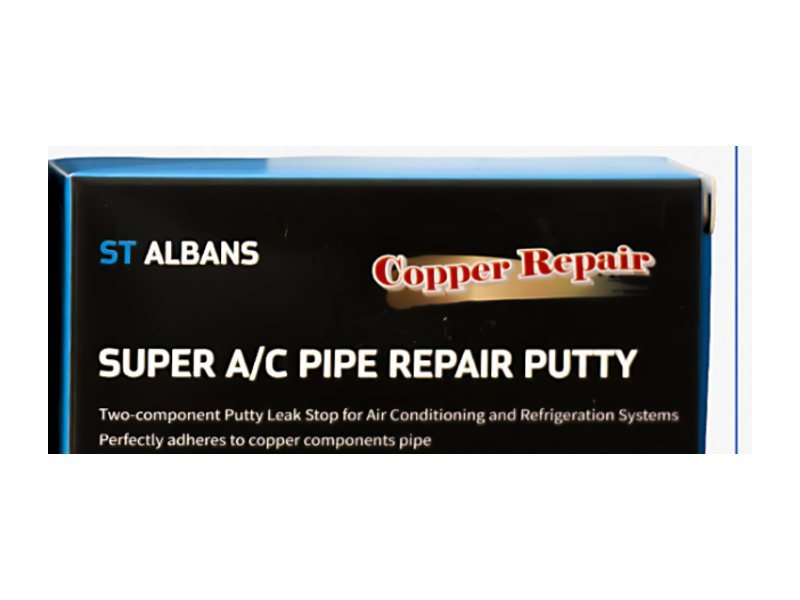 ST ALBANS
Copper Repair
SUPER A/C PIPE REPAIR PUTTY
Two-component Putty Leak Stop for Air Conditioning and Refrigeration Systems
Perfectly adheres to copper components pipe